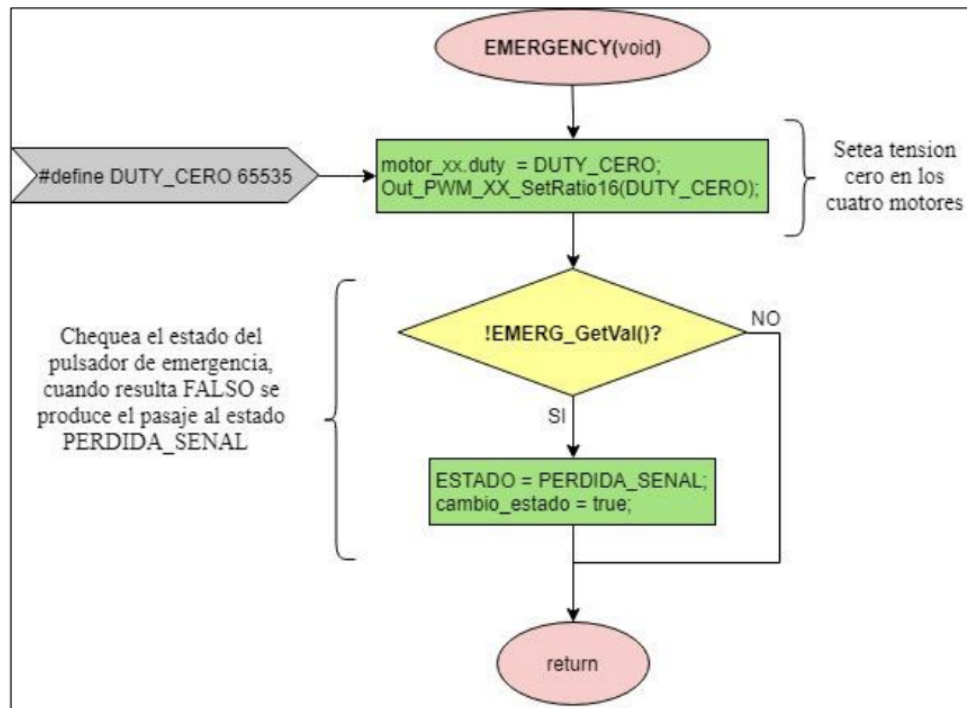 EMERGENCY(void)
#define DUTY_CERO 65535
motor_xx.duty = DUTY_CERO;
Out_PWM_XX_SetRatio16(DUTY_CERO);
Setea tension
cero en los
cuatro motores
!EMERG_GetVal()?
NO
SI
Chequea el estado del
pulsador de emergencia,
cuando resulta FALSO se
produce el pasaje al estado
PERDIDA_SENAL
ESTADO = PERDIDA_SENAL;
cambio_estado = true;
return